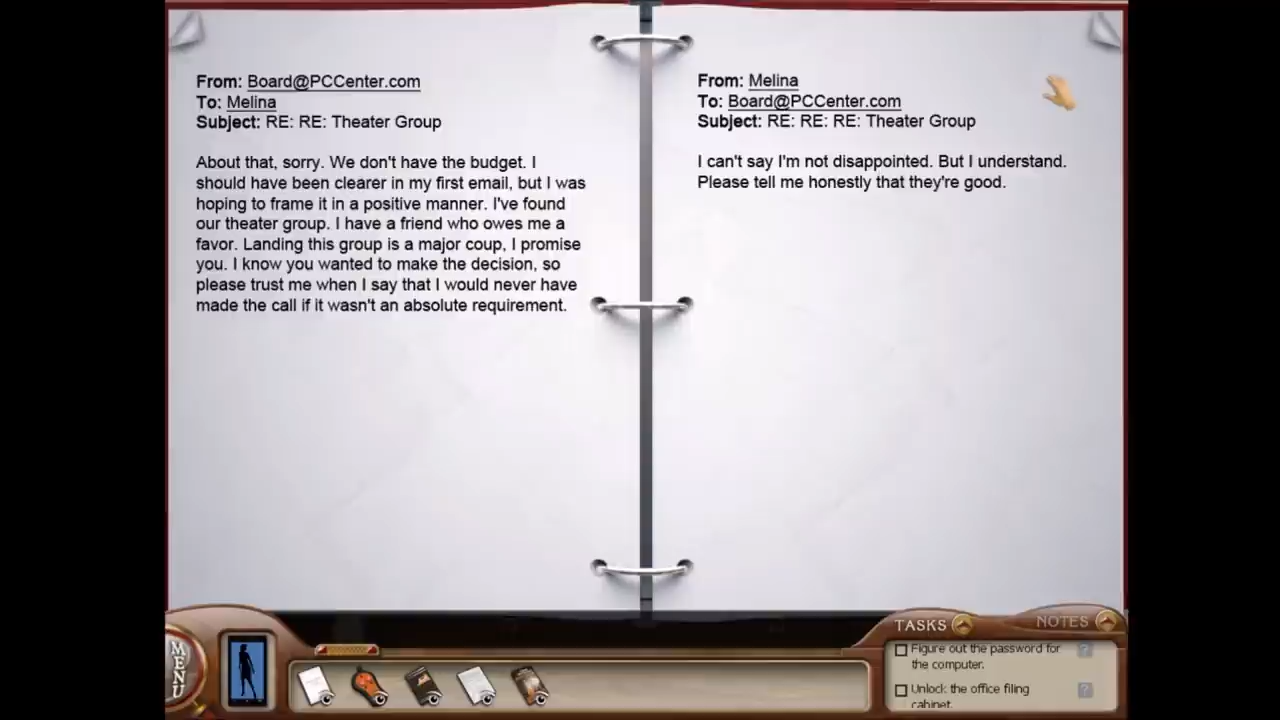 From: Board@PCCenter.com
To: Melina
Subject: RE: RE: Theater Group
About that, sorry. We don't have the budget. I
should have been clearer in my first email, but I was
hoping to frame it in a positive manner. I've found
our theater group. I have a friend who owes me a
favor. Landing this group is a major coup, I promise
you. I know you wanted to make the decision, so
please trust me when I say that I would never have
made the call if it wasn't an absolute requirement.
From: Melina
To: Board@PCCenter.com
Subject: RE: RE: RE: Theater Group
I can't say I'm not disappointed. But I understand.
Please tell me honestly that they're good.
MENU
TASKS
NOTES
Figure out the password for
the computer.
?
Unlock the office filing
cabinet.
?